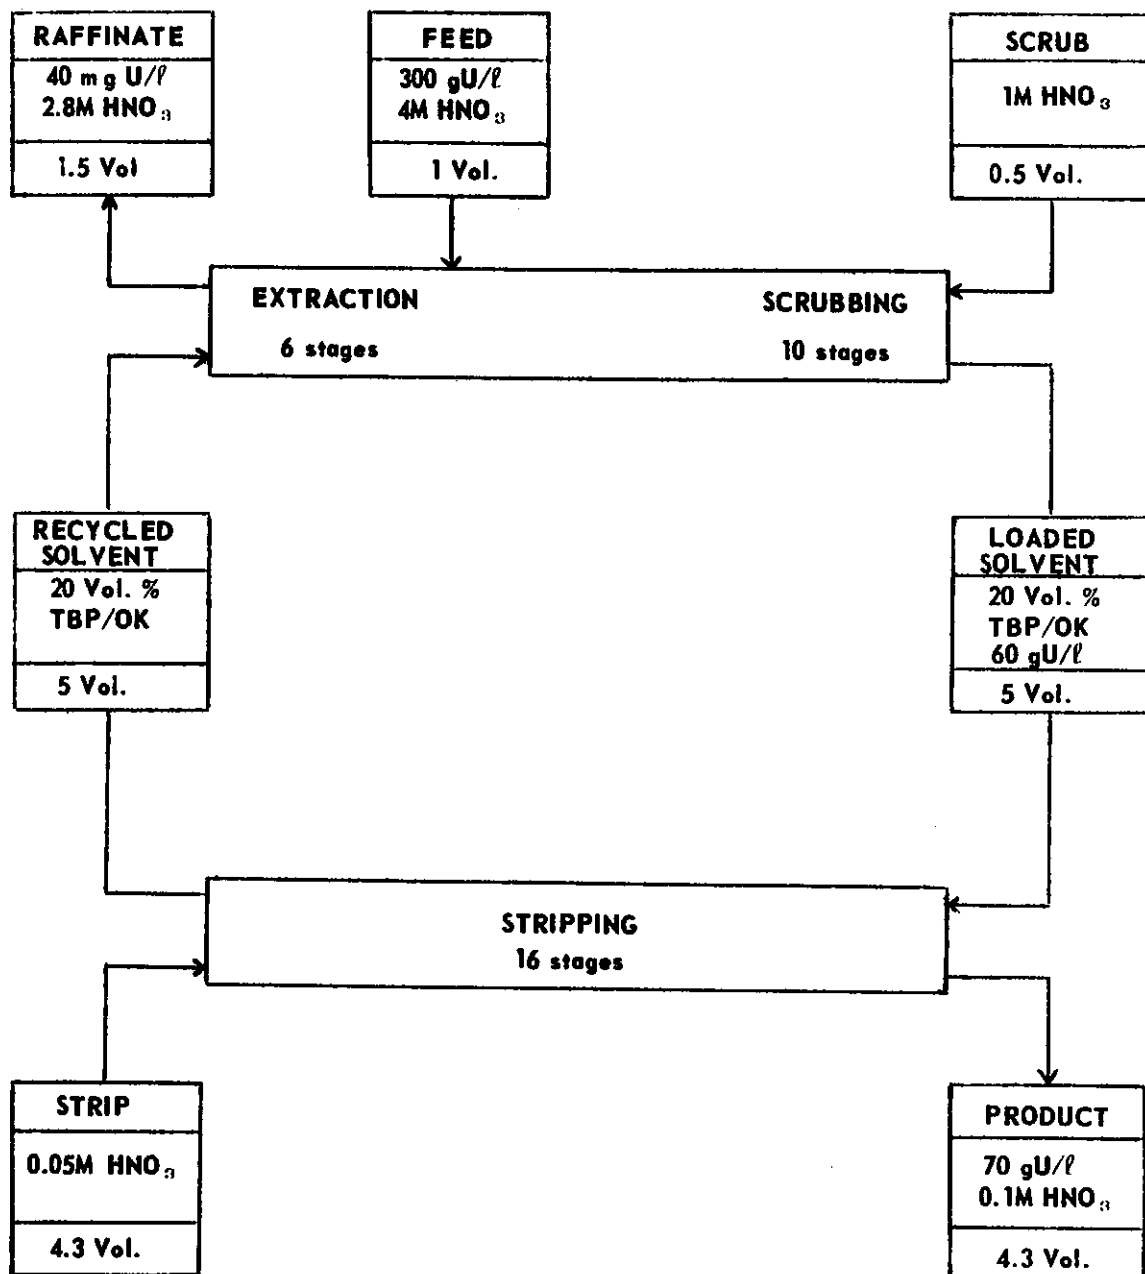 RAFFINATE
40 mg U/ℓ
2.8M HNO₃
1.5 Vol
FEED
300 gU/ℓ
4M HNO₃
1 Vol.
SCRUB
1M HNO₃
0.5 Vol.
EXTRACTION
6 stages
SCRUBBING
10 stages
RECYCLED
SOLVENT
20 Vol. %
TBP/OK
5 Vol.
LOADED
SOLVENT
20 Vol. %
TBP/OK
60 gU/ℓ
5 Vol.
STRIPPING
16 stages
STRIP
0.05M HNO₃
4.3 Vol.
PRODUCT
70 gU/ℓ
0.1M HNO₃
4.3 Vol.